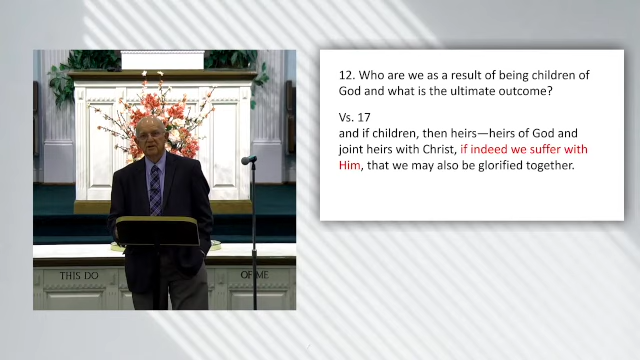 12. Who are we as a result of being children of
God and what is the ultimate outcome?
Vs. 17
and if children, then heirs—heirs of God and
joint heirs with Christ, if indeed we suffer with
Him, that we may also be glorified together.
THIS DO
OF ME